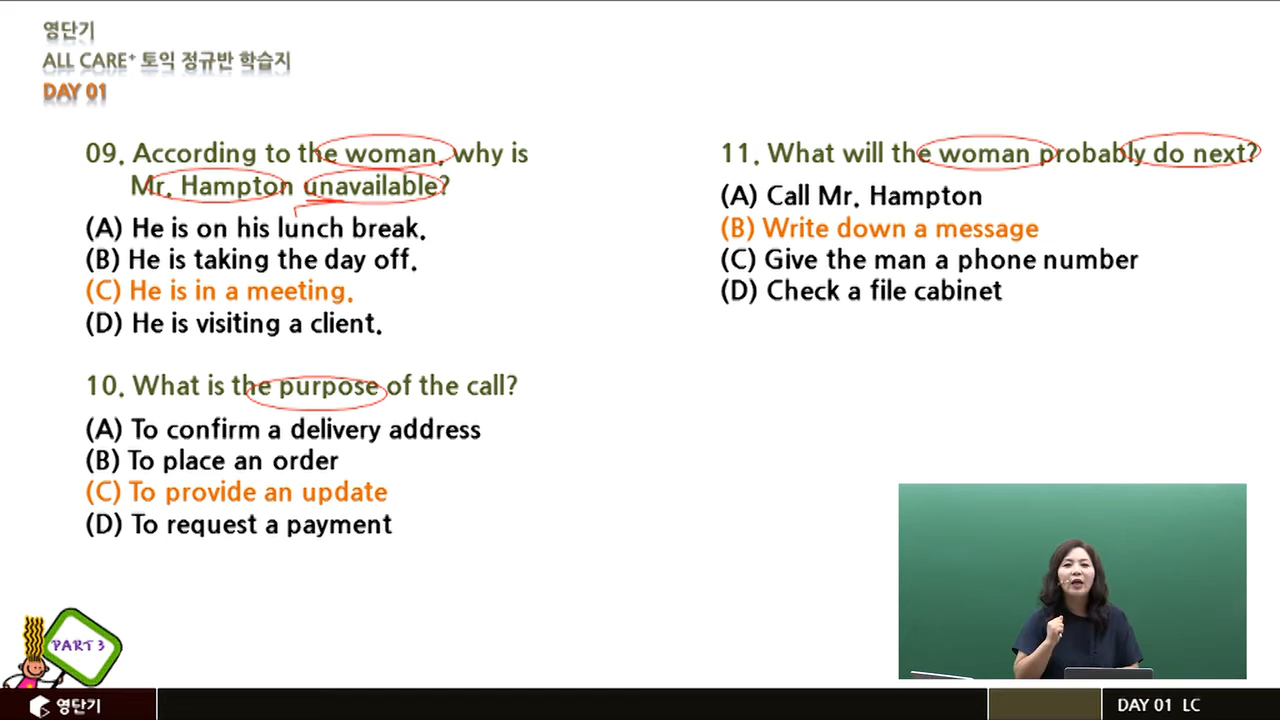 영단기
ALL CARE+ 토익 정규반 학습지
DAY 01
09. According to the woman, why is
Mr. Hampton unavailable?
(A) He is on his lunch break.
(B) He is taking the day off.
(C) He is in a meeting.
(D) He is visiting a client.
10. What is the purpose of the call?
(A) To confirm a delivery address
(B) To place an order
(C) To provide an update
(D) To request a payment
11. What will the woman probably do next?
(A) Call Mr. Hampton
(B) Write down a message
(C) Give the man a phone number
(D) Check a file cabinet
PART 3
영단기
DAY 01 LC